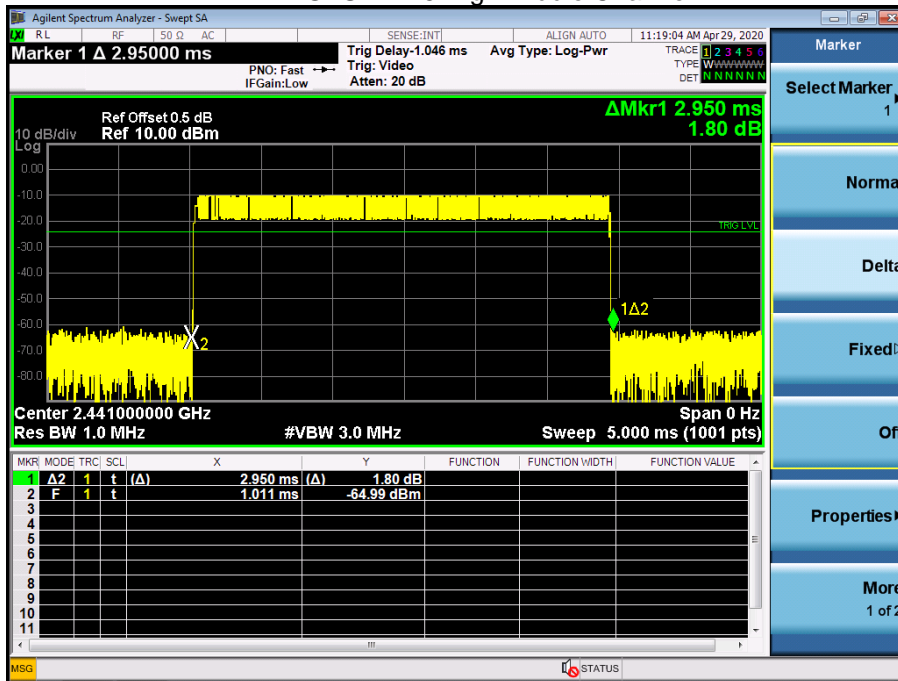 Agilent Spectrum Analyzer - Swept SA
LXI RL RF 50 Ω AC SENSE:INT ALIGN AUTO 11:19:04 AM Apr 29, 2020
Marker 1 Δ 2.95000 ms
Trig Delay-1.046 ms
Avg Type: Log-Pwr
TRACE 1 2 3 4 5 6
PNO: Fast
Trig: Video
TYPE WWWWWW
IFGain:Low
Atten: 20 dB
DET N N N N N N
ΔMkr1 2.950 ms
1.80 dB
Ref Offset 0.5 dB
10 dB/div Ref 10.00 dBm
Log
0.00
-10.0
-20.0
TRIG LVL
-30.0
-40.0
-50.0
1Δ2
-60.0
2
-70.0
-80.0
Center 2.441000000 GHz Span 0 Hz
Res BW 1.0 MHz #VBW 3.0 MHz Sweep 5.000 ms (1001 pts)
MKR MODE TRC SCL X Y FUNCTION FUNCTION WIDTH FUNCTION VALUE
1 Δ2 1 t (Δ) 2.950 ms (Δ) 1.80 dB
2 F 1 t 1.011 ms -64.99 dBm
3
4
5
6
7
8
9
10
11
MSG STATUS
Marker
Select Marker
1
Norma
Delta
Fixed
Of
Properties
More
1 of 2